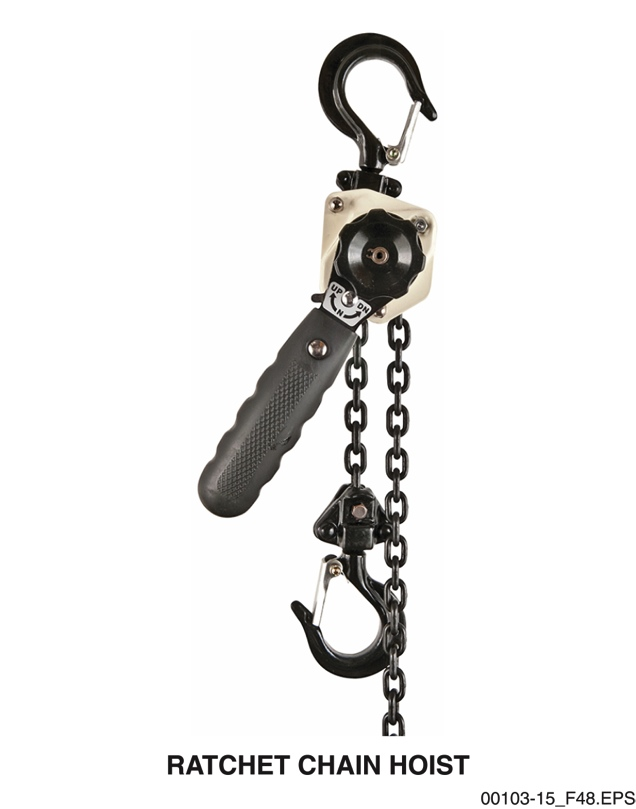 UP DN
N
RATCHET CHAIN HOIST
00103-15_F48.EPS